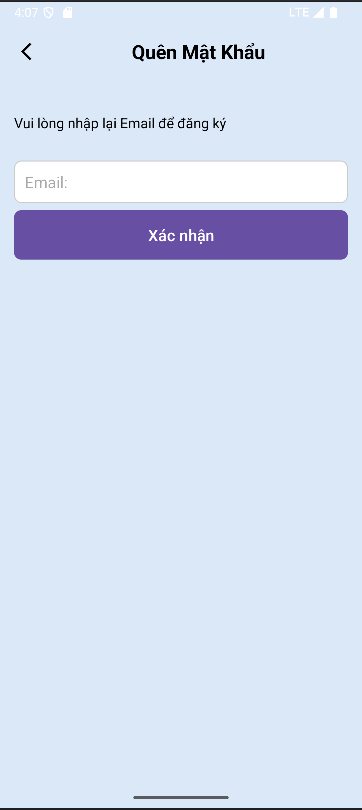 4:07
LTE
Quên Mật Khẩu
Vui lòng nhập lại Email để đăng ký
Email:
Xác nhận